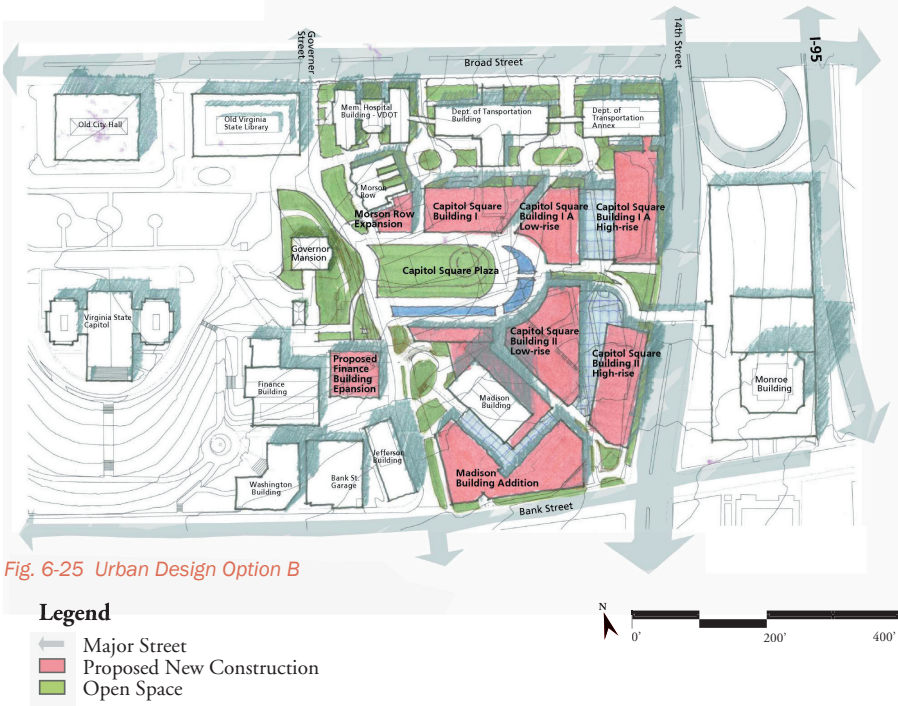 Governer
Street
14th Street
I-95
Broad Street
Old City Hall
Old Virginia
State Library
Mem. Hospital
Building - VDOT
Dept. of Tansportation
Building
Dept. of
Transportation
Annex
Morson
Row
Morson Row
Expansion
Capitol Square
Building I
Capitol Square
Building I A
Low-rise
Capitol Square
Building I A
High-rise
Governor
Mansion
Capitol Square Plaza
Virginia State
Capitol
Capitol Square
Building II
Low-rise
Capitol Square
Building II
High-rise
Proposed
Finance
Building
Epansion
Finance
Building
Madison
Building
Monroe
Building
Jefferson
Building
Washington
Building
Bank St.
Garage
Madison
Building Addition
Bank Street
Fig. 6-25 Urban Design Option B
Legend
Major Street
Proposed New Construction
Open Space
N
0’
200’
400’